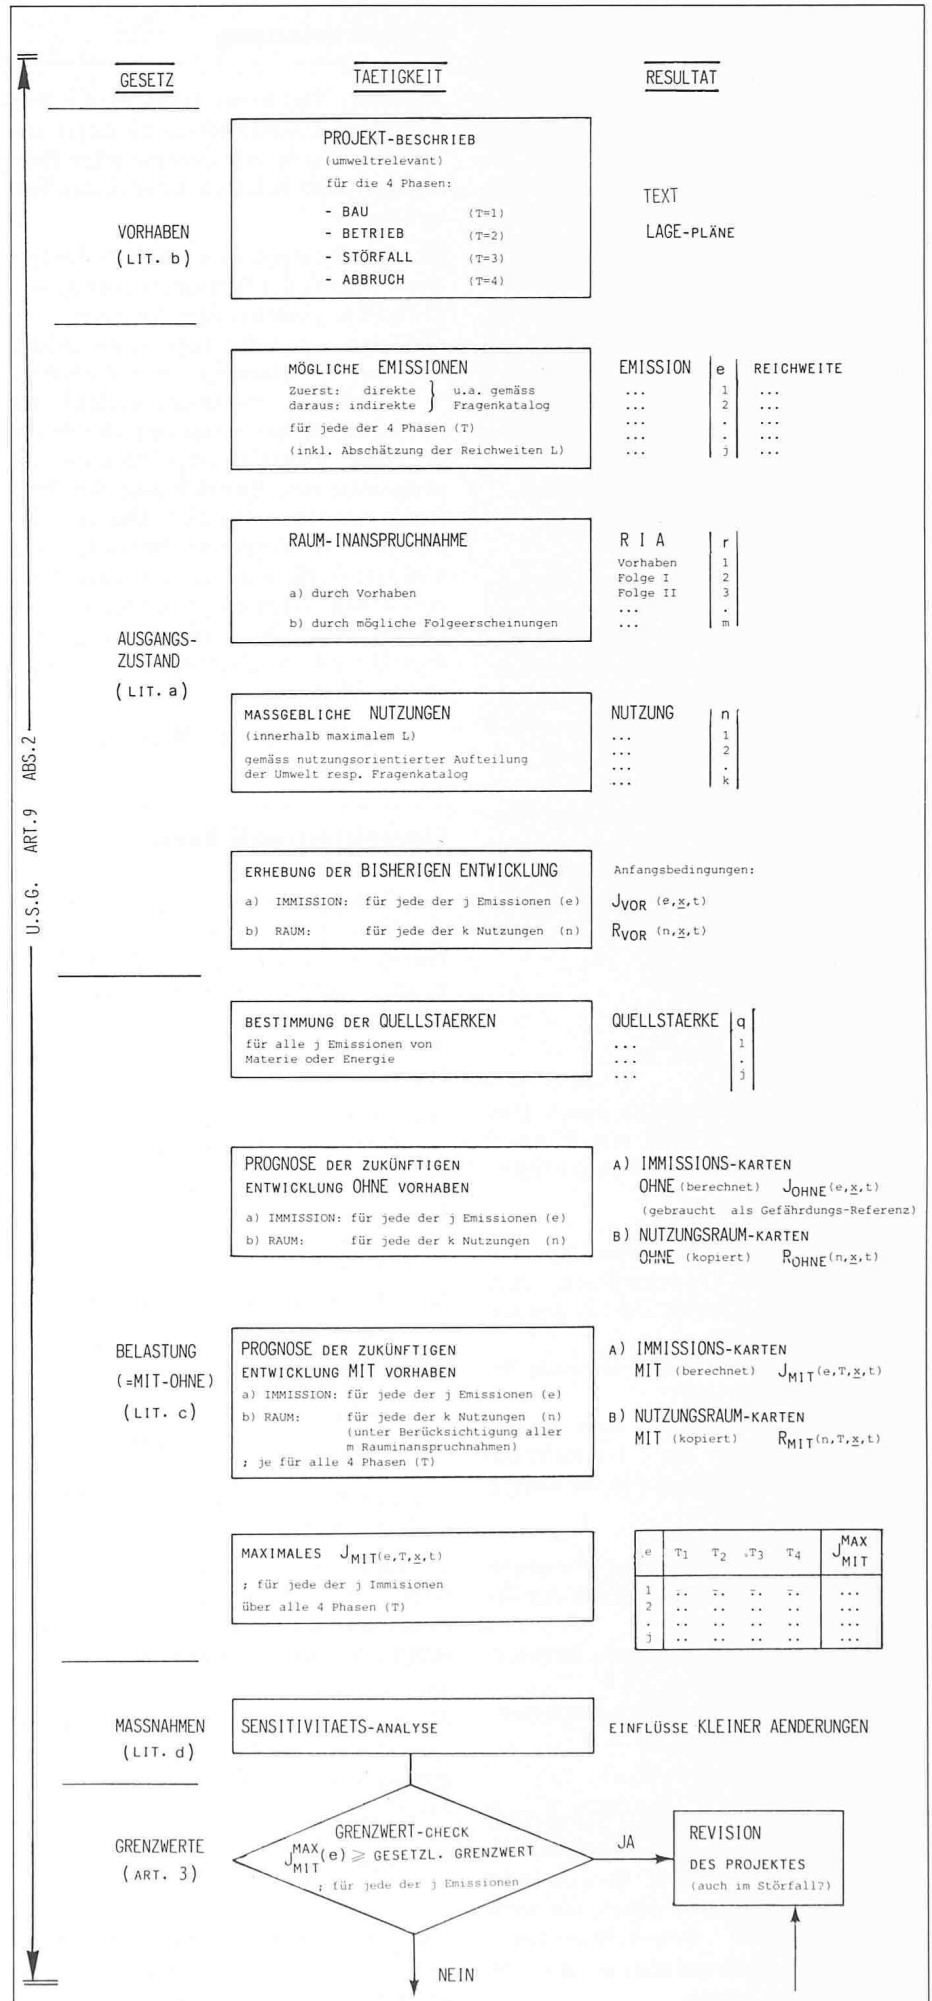 GESETZ TAETIGKEIT RESULTAT
U.S.G. ART.9 ABS.2
VORHABEN
(LIT. b)
PROJEKT-BESCHRIEB
(umweltrelevant)
für die 4 Phasen:
- BAU (T=1)
- BETRIEB (T=2)
- STÖRFALL (T=3)
- ABBRUCH (T=4)
TEXT
LAGE-PLÄNE
AUSGANGS-
ZUSTAND
(LIT. a)
MÖGLICHE EMISSIONEN
Zuerst: direkte } u.a. gemäss
daraus: indirekte } Fragenkatalog
für jede der 4 Phasen (T)
(inkl. Abschätzung der Reichweiten L)
EMISSION e REICHWEITE
... 1 ...
... 2 ...
... . ...
... . ...
... j ...
RAUM-INANSPRUCHNAHME
a) durch Vorhaben
b) durch mögliche Folgeerscheinungen
R I A r
Vorhaben 1
Folge I 2
Folge II 3
... .
... m
MASSGEBLICHE NUTZUNGEN
(innerhalb maximalem L)
gemäss nutzungsorientierter Aufteilung
der Umwelt resp. Fragenkatalog
NUTZUNG n
... 1
... 2
... .
... k
ERHEBUNG DER BISHERIGEN ENTWICKLUNG
a) IMMISSION: für jede der j Emissionen (e)
b) RAUM: für jede der k Nutzungen (n)
Anfangsbedingungen:
J VOR (e,x,t)
R VOR (n,x,t)
BESTIMMUNG DER QUELLSTAERKEN
für alle j Emissionen von
Materie oder Energie
QUELLSTAERKE q
... 1
... .
... j
BELASTUNG
(=MIT-OHNE)
(LIT. c)
PROGNOSE DER ZUKÜNFTIGEN
ENTWICKLUNG OHNE VORHABEN
a) IMMISSION: für jede der j Emissionen (e)
b) RAUM: für jede der k Nutzungen (n)
A) IMMISSIONS-KARTEN
OHNE (berechnet) J OHNE (e,x,t)
(gebraucht als Gefährdungs-Referenz)
B) NUTZUNGSRAUM-KARTEN
OHNE (kopiert) R OHNE (n,x,t)
PROGNOSE DER ZUKÜNFTIGEN
ENTWICKLUNG MIT VORHABEN
a) IMMISSION: für jede der j Emissionen (e)
b) RAUM: für jede der k Nutzungen (n)
(unter Berücksichtigung aller
m Rauminanspruchnahmen)
; je für alle 4 Phasen (T)
A) IMMISSIONS-KARTEN
MIT (berechnet) J MIT (e,T,x,t)
B) NUTZUNGSRAUM-KARTEN
MIT (kopiert) R MIT (n,T,x,t)
MAXIMALES J MIT (e,T,x,t)
; für jede der j Immisionen
über alle 4 Phasen (T)
e T1 T2 T3 T4 J MAX MIT
1 .. .. .. .. ...
2 .. .. .. .. ...
. .. .. .. .. ...
j .. .. .. .. ...
MASSNAHMEN
(LIT. d)
SENSITIVITAETS-ANALYSE
EINFLÜSSE KLEINER AENDERUNGEN
GRENZWERTE
(ART. 3)
GRENZWERT-CHECK
J MAX MIT (e) ⩾ GESETZL. GRENZWERT
; für jede der j Emissionen
JA
REVISION
DES PROJEKTES
(auch im Störfall?)
NEIN